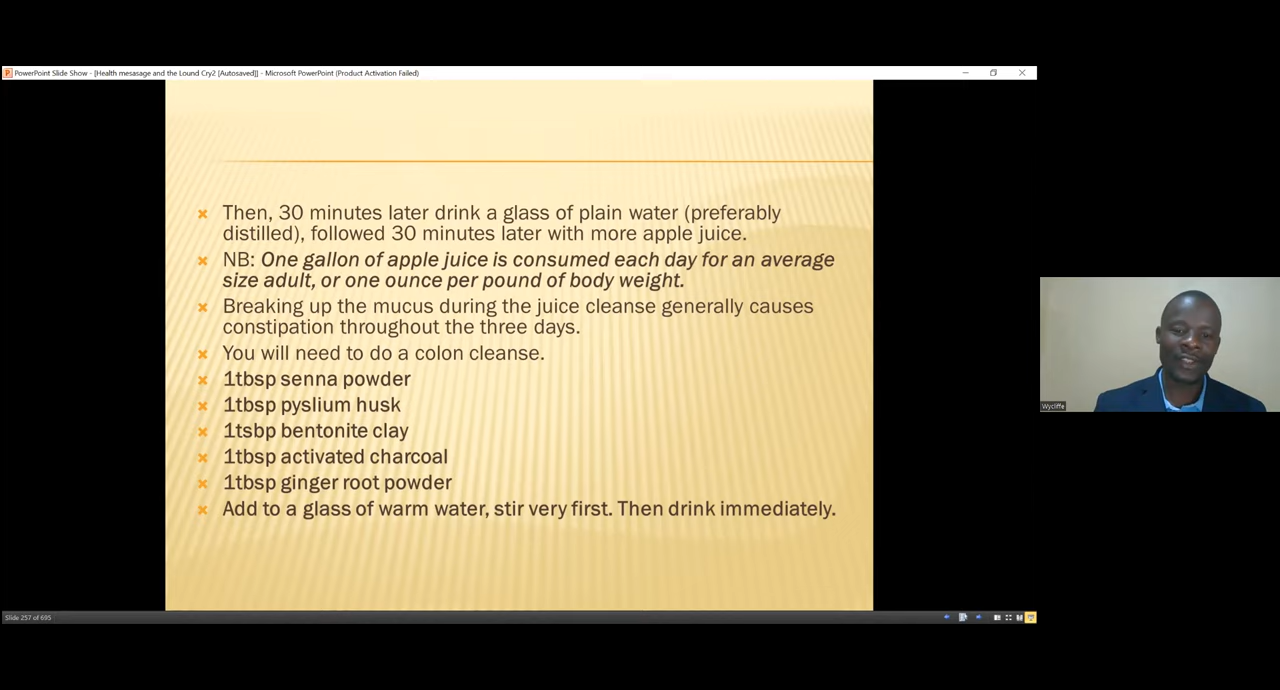 PowerPoint Slide Show - [Health mesasage and the Lound Cry2 [Autosaved]] - Microsoft PowerPoint (Product Activation Failed)
Then, 30 minutes later drink a glass of plain water (preferably
distilled), followed 30 minutes later with more apple juice.
NB: One gallon of apple juice is consumed each day for an average
size adult, or one ounce per pound of body weight.
Breaking up the mucus during the juice cleanse generally causes
constipation throughout the three days.
You will need to do a colon cleanse.
1tbsp senna powder
1tbsp pyslium husk
1tsbp bentonite clay
1tbsp activated charcoal
1tbsp ginger root powder
Add to a glass of warm water, stir very first. Then drink immediately.
Wycliffe
Slide 257 of 695